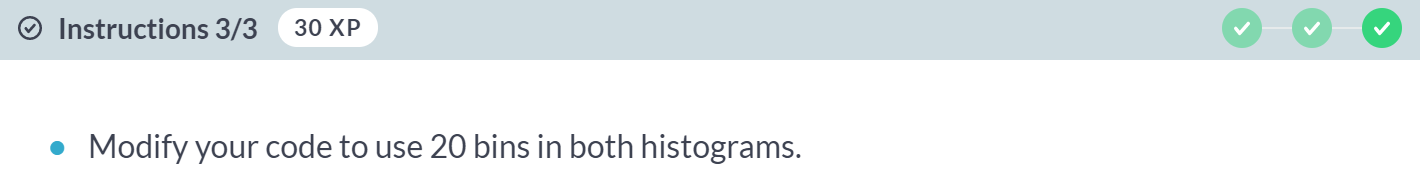 Instructions 3/3 30 XP
Modify your code to use 20 bins in both histograms.